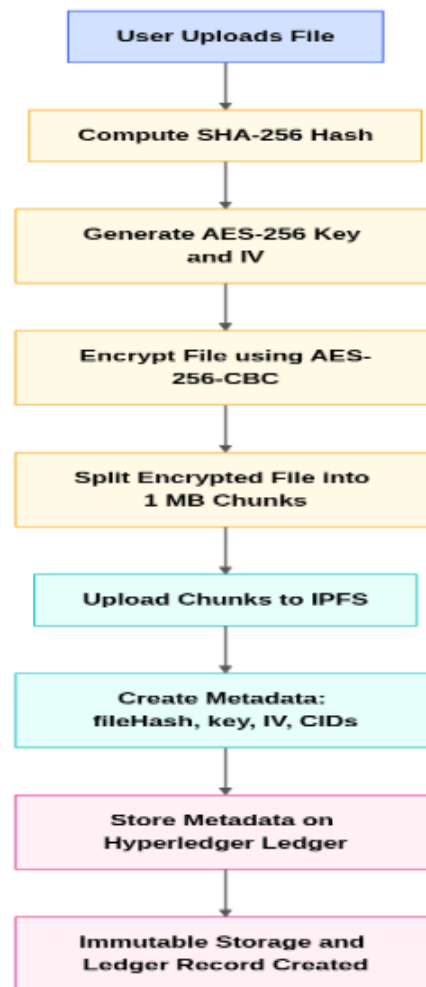 User Uploads File
Compute SHA-256 Hash
Generate AES-256 Key
and IV
Encrypt File using AES-
256-CBC
Split Encrypted File into
1 MB Chunks
Upload Chunks to IPFS
Create Metadata:
fileHash, key, IV, CIDs
Store Metadata on
Hyperledger Ledger
Immutable Storage and
Ledger Record Created